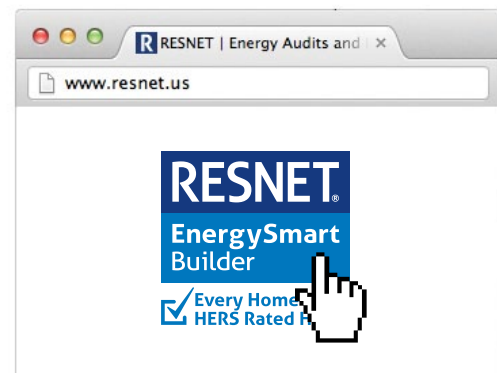 R RESNET | Energy Audits and
www.resnet.us
RESNET®
EnergySmart
Builder
Every Home
HERS Rated H